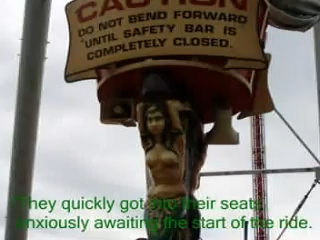 CAUTION
DO NOT BEND FORWARD
UNTIL SAFETY BAR IS
COMPLETELY CLOSED.
"They quickly got into their seats,
anxiously awaiting the start of the ride.